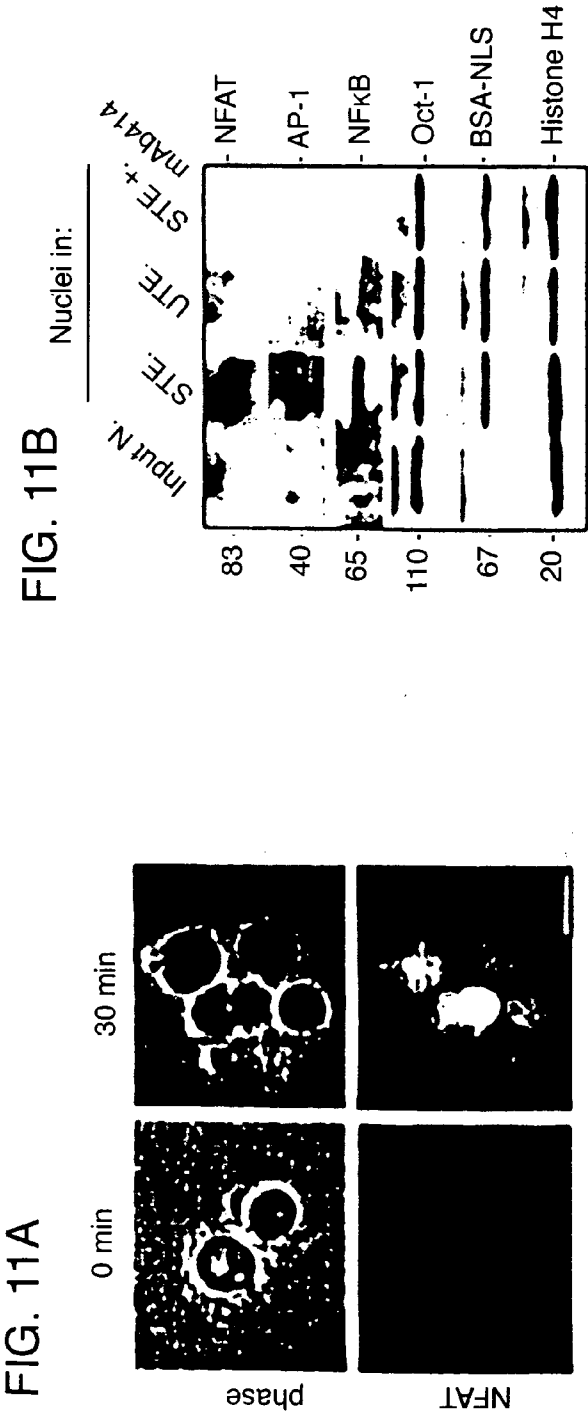 FIG. 11A
0 min
30 min
phase
NFAT
FIG. 11B
Nuclei in:
Input N.
STE.
UTE.
STE +.
mAb414
83 -
- NFAT
40 -
- AP-1
65 -
- NFκB
110 -
- Oct-1
67 -
- BSA-NLS
20 -
- Histone H4